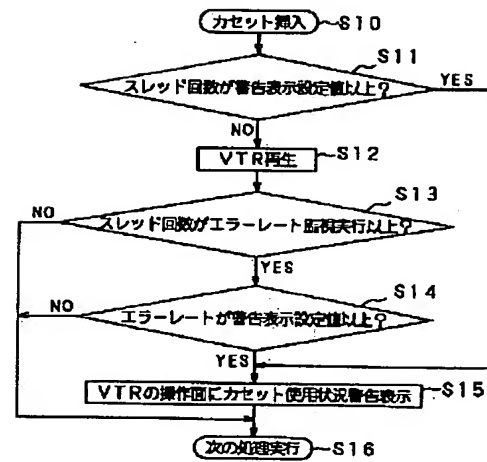 カセット挿入 S10
S11
スレッド回数が警告表示設定値以上? YES
NO
VTR再生 S12
S13
NO
スレッド回数がエラーレート監視実行以上?
YES
S14
NO
エラーレートが警告表示設定値以上?
YES
VTRの操作面にカセット使用状況警告表示 S15
次の処理実行 S16